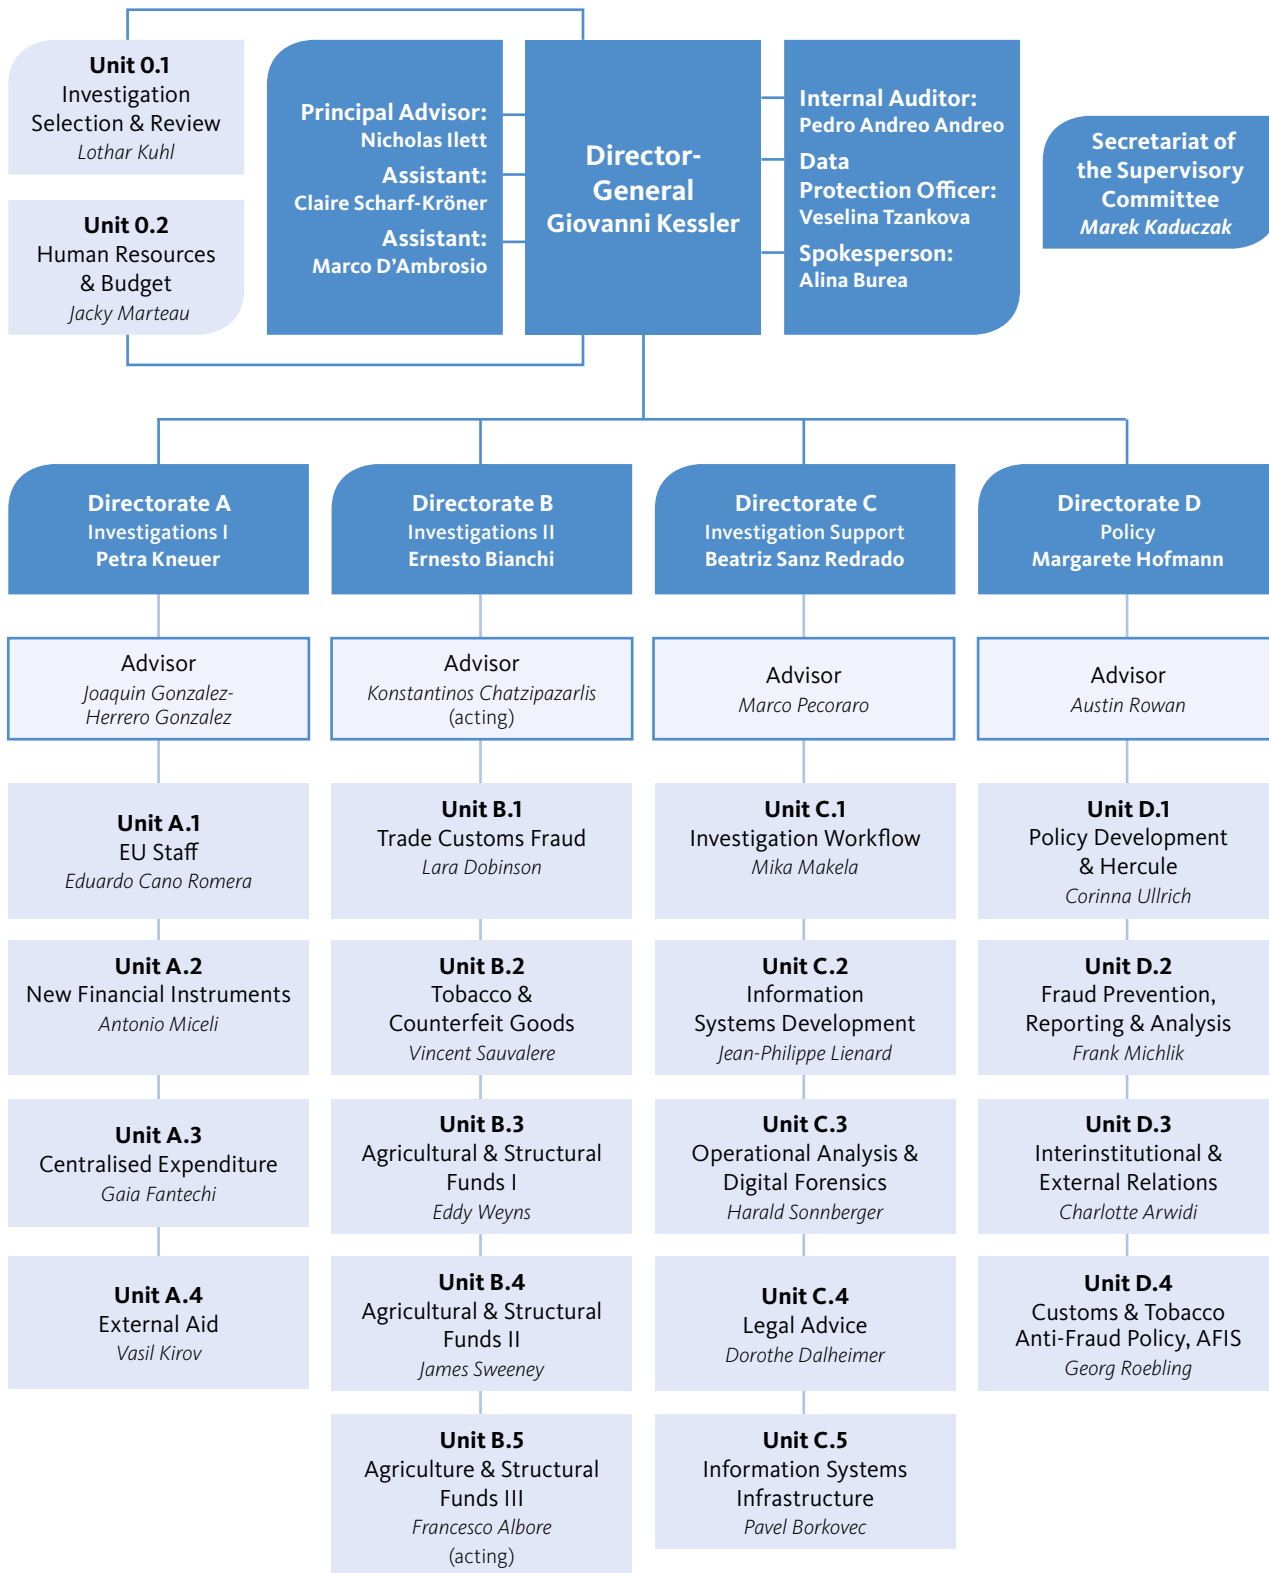 Unit 0.1
Investigation
Selection & Review
Lothar Kuhl
Unit 0.2
Human Resources
& Budget
Jacky Marteau
Principal Advisor:
Nicholas Ilett
Assistant:
Claire Scharf-Kröner
Assistant:
Marco D’Ambrosio
Director-
General
Giovanni Kessler
Internal Auditor:
Pedro Andreo Andreo
Data
Protection Officer:
Veselina Tzankova
Spokesperson:
Alina Burea
Secretariat of
the Supervisory
Committee
Marek Kaduczak
Directorate A
Investigations I
Petra Kneuer
Advisor
Joaquin Gonzalez-
Herrero Gonzalez
Unit A.1
EU Staff
Eduardo Cano Romera
Unit A.2
New Financial Instruments
Antonio Miceli
Unit A.3
Centralised Expenditure
Gaia Fantechi
Unit A.4
External Aid
Vasil Kirov
Directorate B
Investigations II
Ernesto Bianchi
Advisor
Konstantinos Chatzipazarlis
(acting)
Unit B.1
Trade Customs Fraud
Lara Dobinson
Unit B.2
Tobacco &
Counterfeit Goods
Vincent Sauvalere
Unit B.3
Agricultural & Structural
Funds I
Eddy Weyns
Unit B.4
Agricultural & Structural
Funds II
James Sweeney
Unit B.5
Agriculture & Structural
Funds III
Francesco Albore
(acting)
Directorate C
Investigation Support
Beatriz Sanz Redrado
Advisor
Marco Pecoraro
Unit C.1
Investigation Workflow
Mika Makela
Unit C.2
Information
Systems Development
Jean-Philippe Lienard
Unit C.3
Operational Analysis &
Digital Forensics
Harald Sonnberger
Unit C.4
Legal Advice
Dorothe Dalheimer
Unit C.5
Information Systems
Infrastructure
Pavel Borkovec
Directorate D
Policy
Margarete Hofmann
Advisor
Austin Rowan
Unit D.1
Policy Development
& Hercule
Corinna Ullrich
Unit D.2
Fraud Prevention,
Reporting & Analysis
Frank Michlik
Unit D.3
Interinstitutional &
External Relations
Charlotte Arwidi
Unit D.4
Customs & Tobacco
Anti-Fraud Policy, AFIS
Georg Roebling